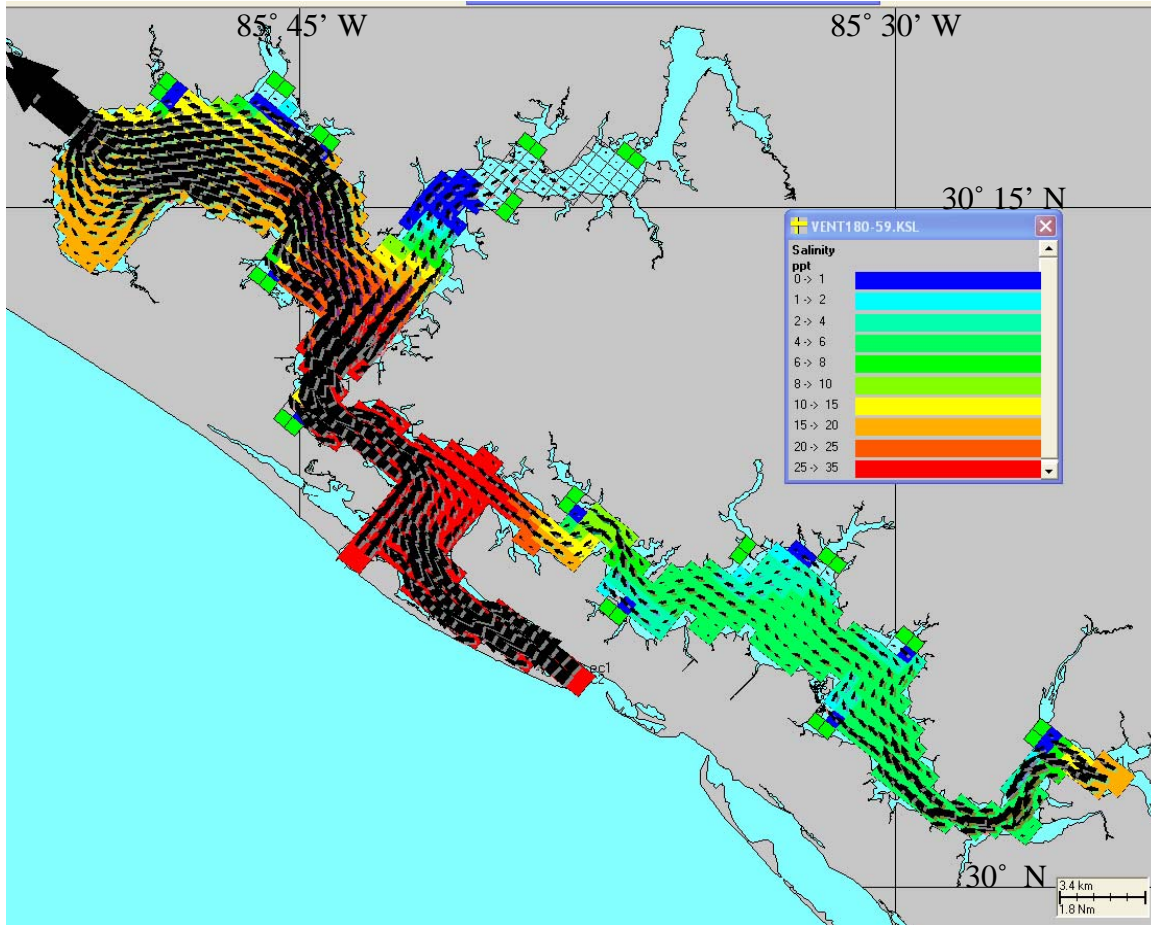 85° 45’ W
85° 30’ W
30° 15’ N
VENT180-59.KSL
Salinity
ppt
0 -> 1
1 -> 2
2 -> 4
4 -> 6
6 -> 8
8 -> 10
10 -> 15
15 -> 20
20 -> 25
25 -> 35
30° N
3.4 km
1.8 Nm